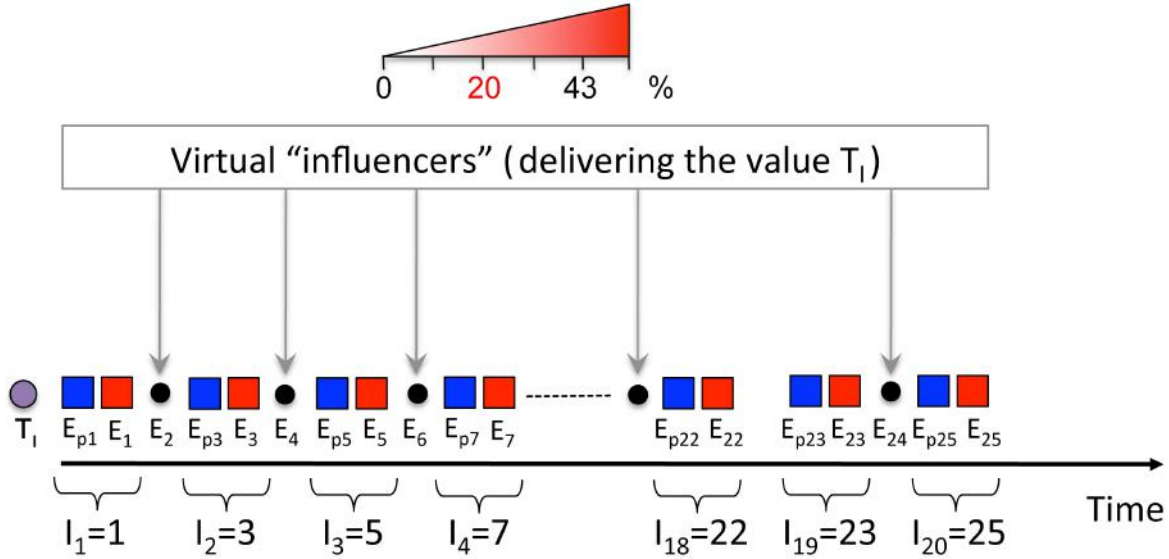 0 20 43 %
Virtual “influencers” (delivering the value T_I)
T_I E_p1 E_1 E_2 E_p3 E_3 E_4 E_p5 E_5 E_6 E_p7 E_7 E_p22 E_22 E_p23 E_23 E_24 E_p25 E_25
Time
I_1=1 I_2=3 I_3=5 I_4=7 I_18=22 I_19=23 I_20=25